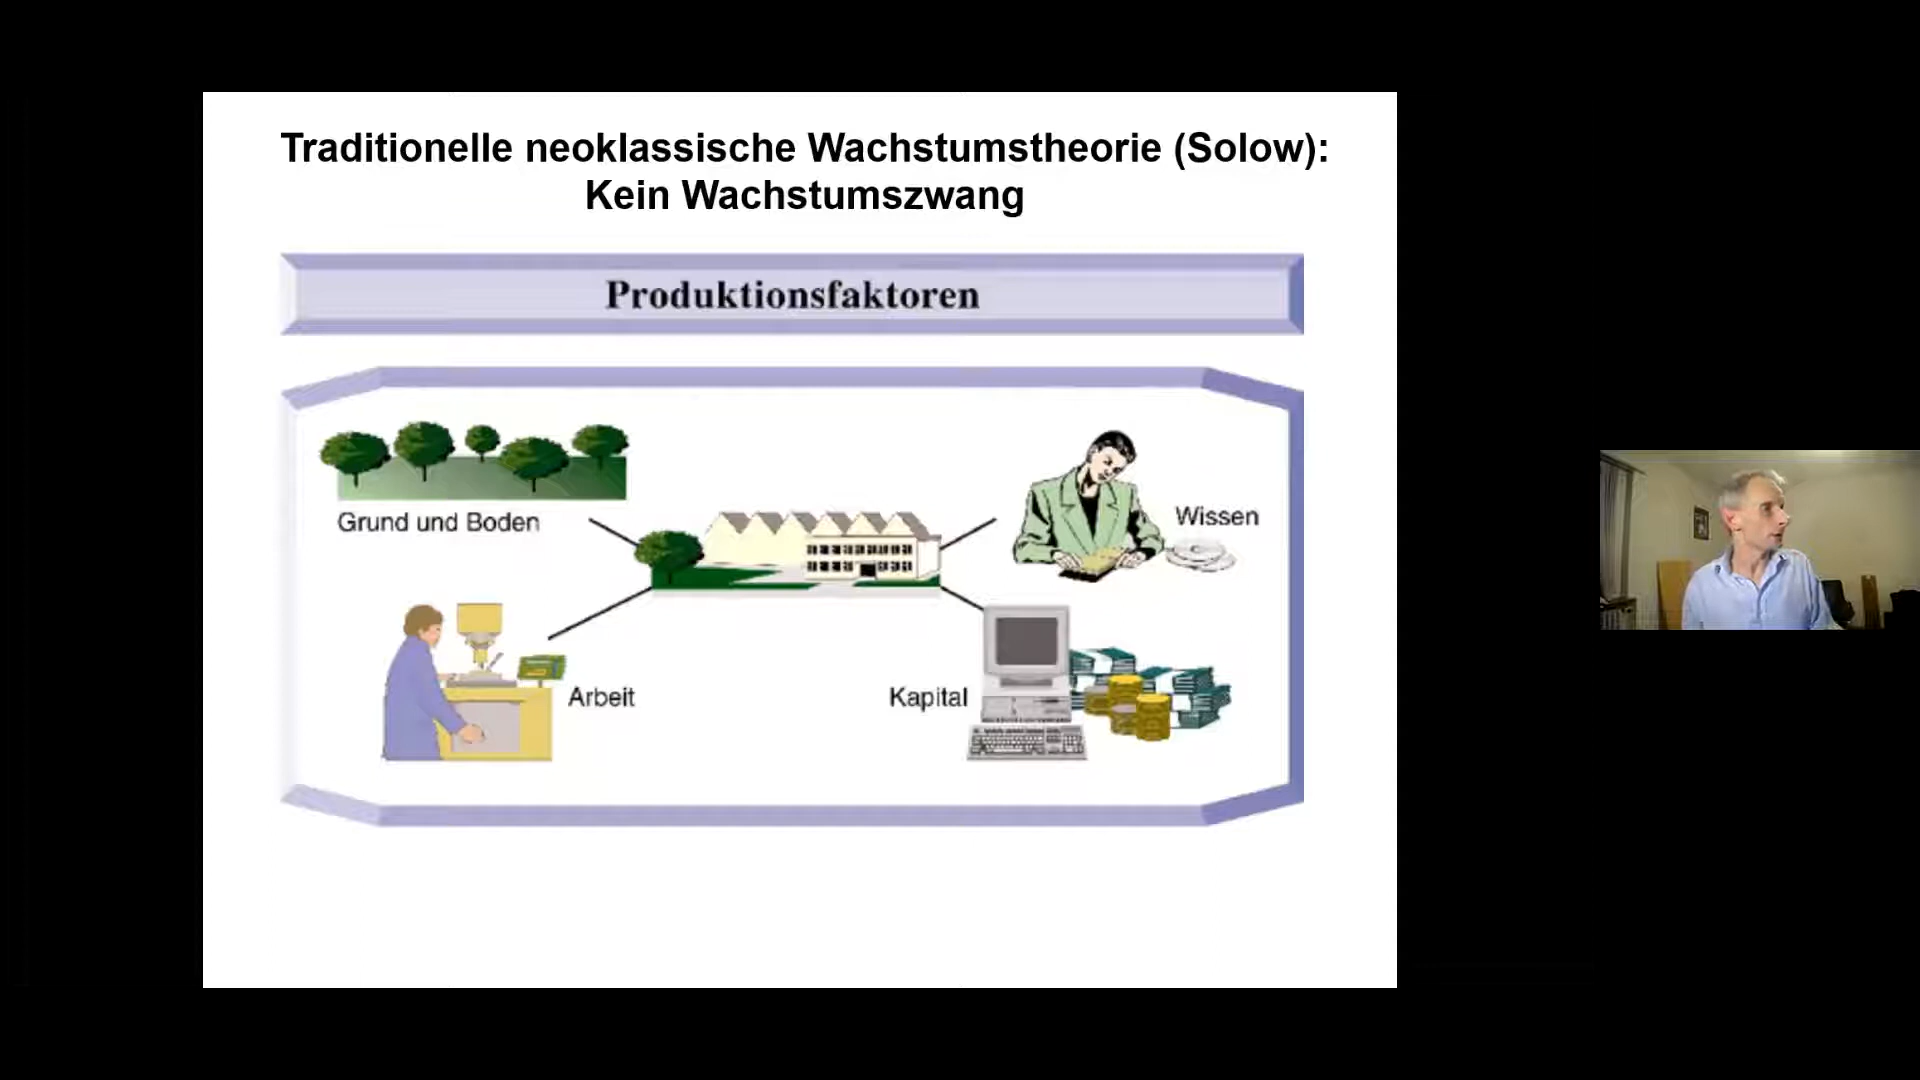 Traditionelle neoklassische Wachstumstheorie (Solow):
Kein Wachstumszwang
Produktionsfaktoren
Grund und Boden
Wissen
Arbeit
Kapital